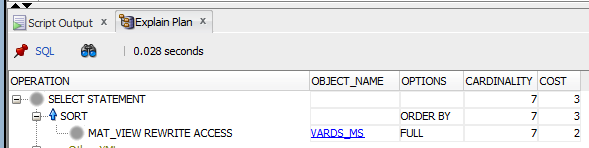 Script Output x Explain Plan x
SQL 0.028 seconds
OPERATION OBJECT_NAME OPTIONS CARDINALITY COST
SELECT STATEMENT 7 3
SORT ORDER BY 7 3
MAT_VIEW REWRITE ACCESS VARDS_MS FULL 7 2